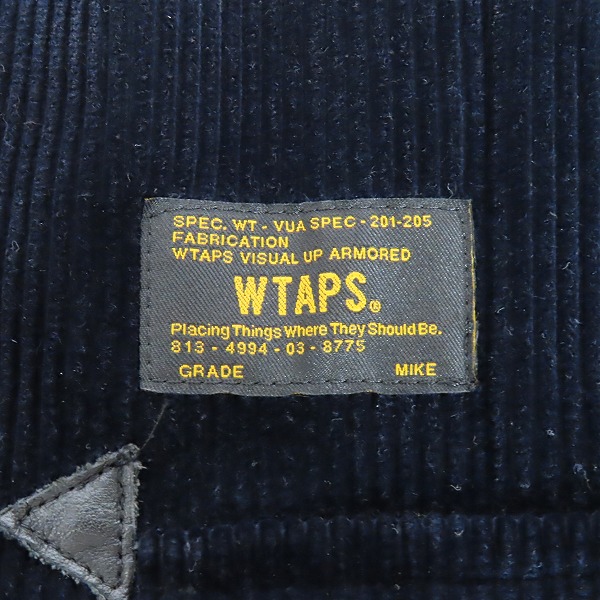 SPEC. WT - VUA SPEC - 201-205
FABRICATION
WTAPS VISUAL UP ARMORED
WTAPS®
Placing Things Where They Should Be.
813 - 4994 - 03 - 8775
GRADE MIKE